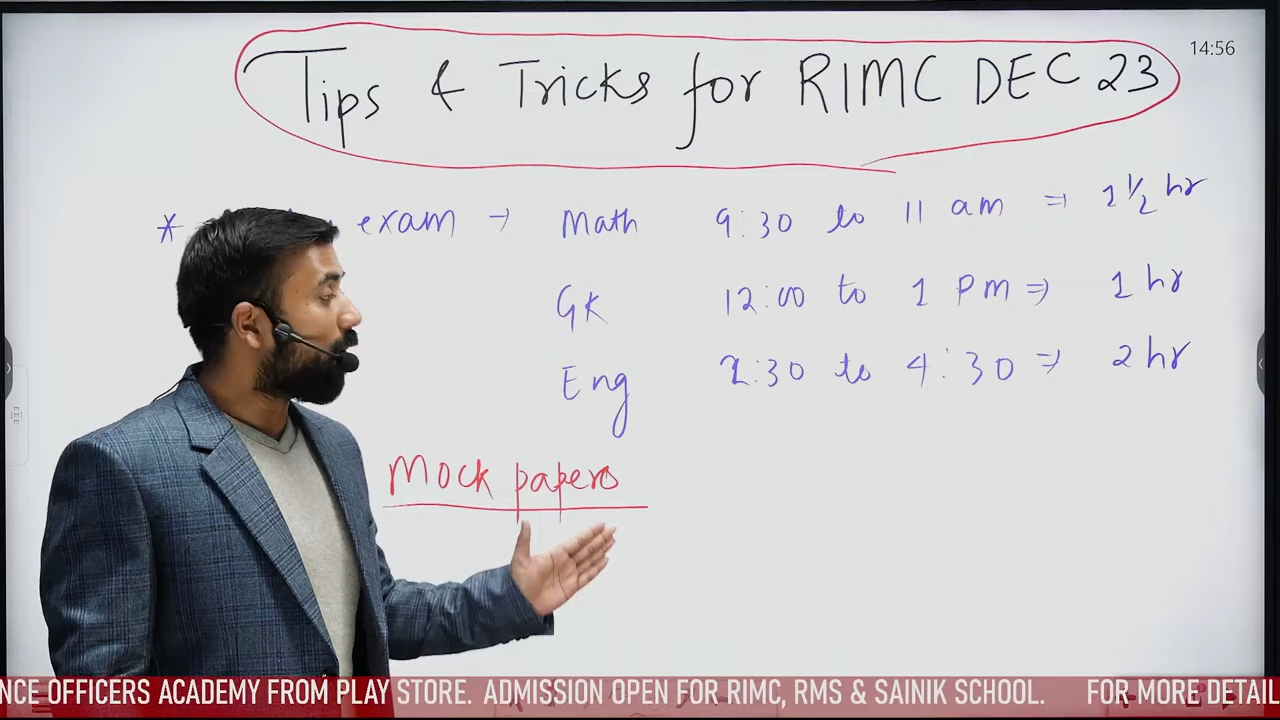 Tips & Tricks for RIMC DEC 23
14:56
* exam → Math 9:30 to 11 am ⇒ 1 1/2 hr
GK 12:00 to 1 Pm ⇒ 1 hr
Eng 2:30 to 4:30 ⇒ 2 hr
Mock papers
NCE OFFICERS ACADEMY FROM PLAY STORE. ADMISSION OPEN FOR RIMC, RMS & SAINIK SCHOOL. FOR MORE DETAIL